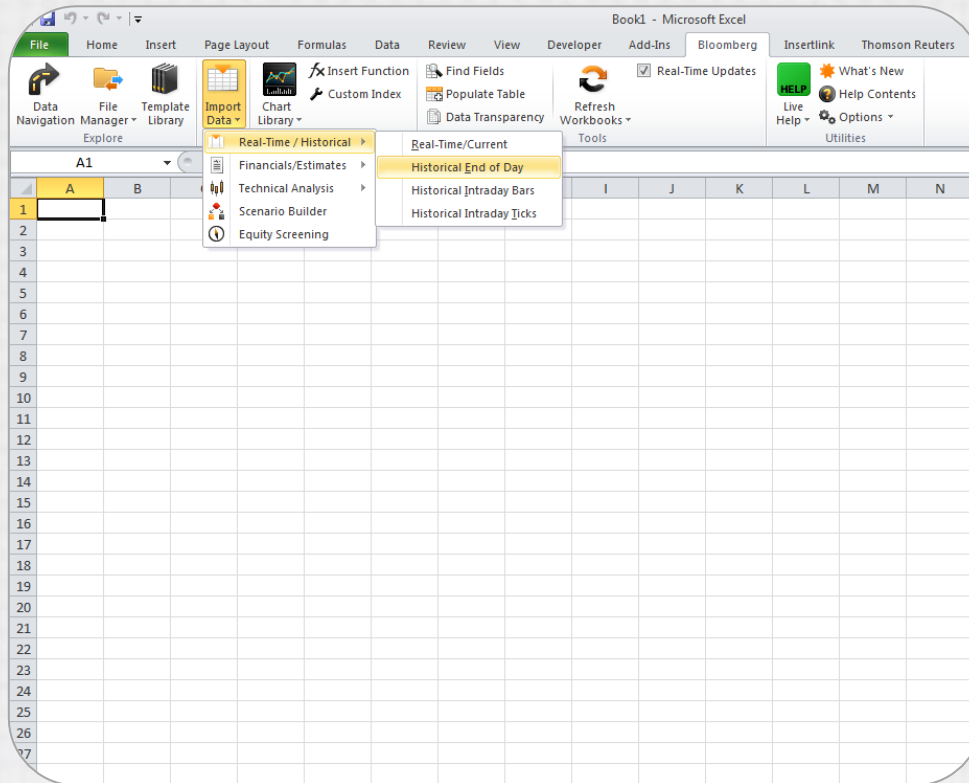 Book1 - Microsoft Excel
File Home Insert Page Layout Formulas Data Review View Developer Add-Ins Bloomberg Insertlink Thomson Reuters
Data Navigation
File Manager
Template Library
Explore
Import Data
Chart Library
Insert Function
Custom Index
Find Fields
Populate Table
Data Transparency
Refresh Workbooks
Real-Time Updates
Tools
HELP
Live Help
What's New
Help Contents
Options
Utilities
Real-Time / Historical
Financials/Estimates
Technical Analysis
Scenario Builder
Equity Screening
Real-Time/Current
Historical End of Day
Historical Intraday Bars
Historical Intraday Ticks
A1
A B I J K L M N
1
2
3
4
5
6
7
8
9
10
11
12
13
14
15
16
17
18
19
20
21
22
23
24
25
26
27